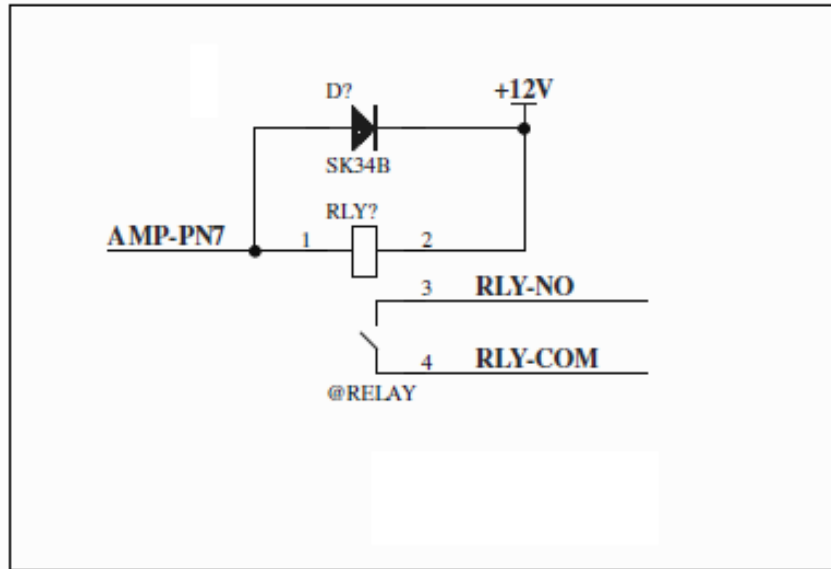 D?
+12V
SK34B
RLY?
AMP-PN7
1
2
3
RLY-NO
4
RLY-COM
@RELAY